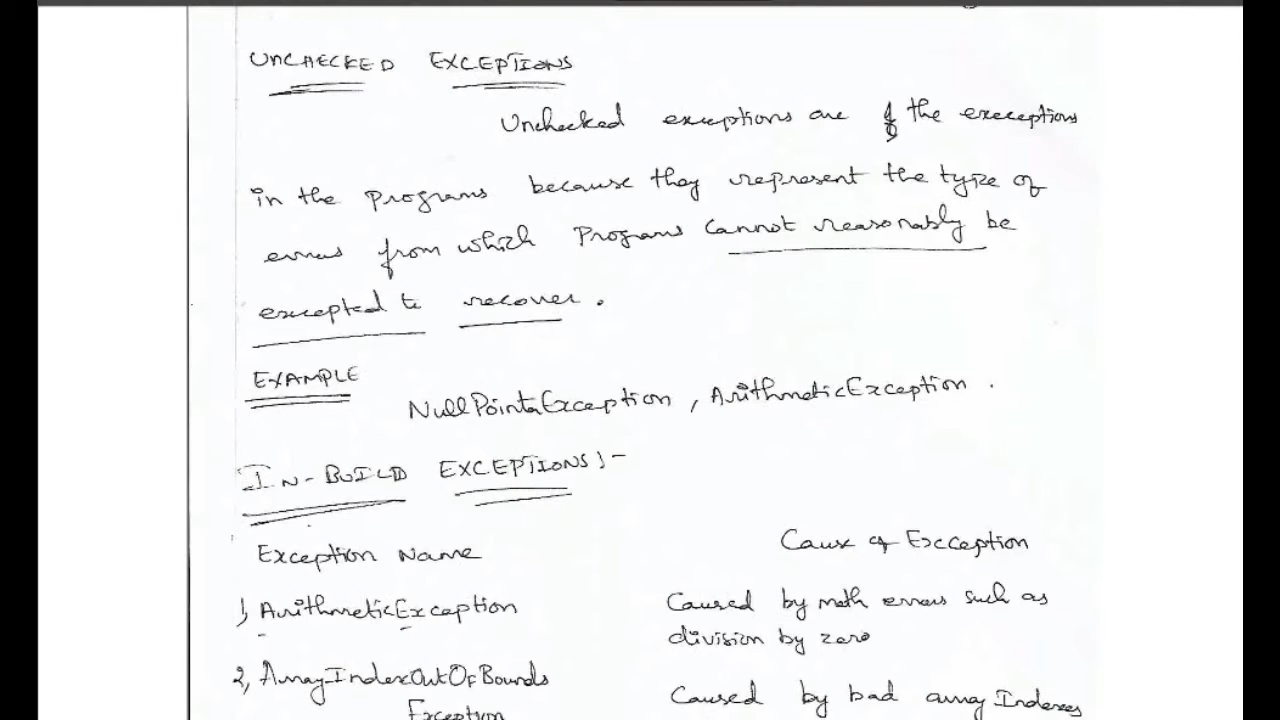 UNCHECKED EXCEPTIONS
Unchecked exceptions are the execeptions
in the programs because they represent the type of
errors from which Programs cannot reasonably be
excepted to recover.
EXAMPLE
NullPointerException, ArithmeticException.
IN-BUILD EXCEPTIONS:-
Exception Name Cause of Exception
1, ArithmeticException Caused by math errors such as
division by zero
2, ArrayIndexOutOfBounds Caused by bad array Indexes
Exception